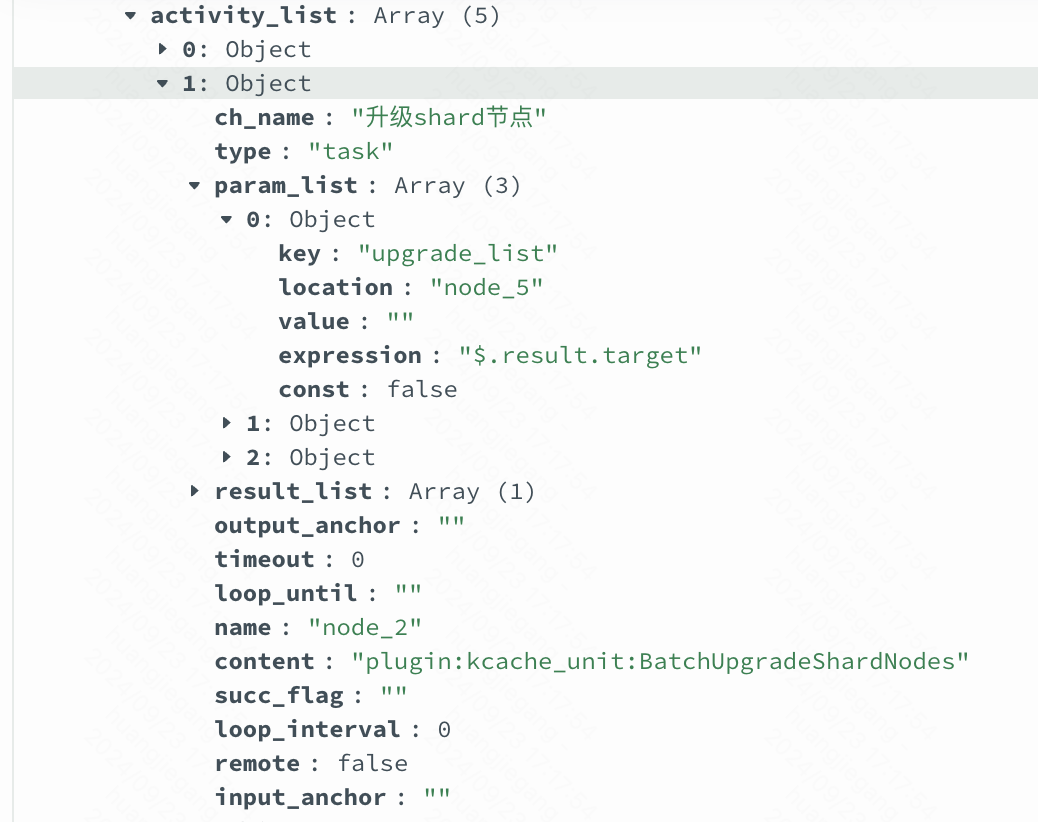 activity_list : Array (5)
0: Object
1: Object
ch_name : "升级shard节点"
type : "task"
param_list : Array (3)
0: Object
key : "upgrade_list"
location : "node_5"
value : ""
expression : "$.result.target"
const : false
1: Object
2: Object
result_list : Array (1)
output_anchor : ""
timeout : 0
loop_until : ""
name : "node_2"
content : "plugin:kcache_unit:BatchUpgradeShardNodes"
succ_flag : ""
loop_interval : 0
remote : false
input_anchor : ""